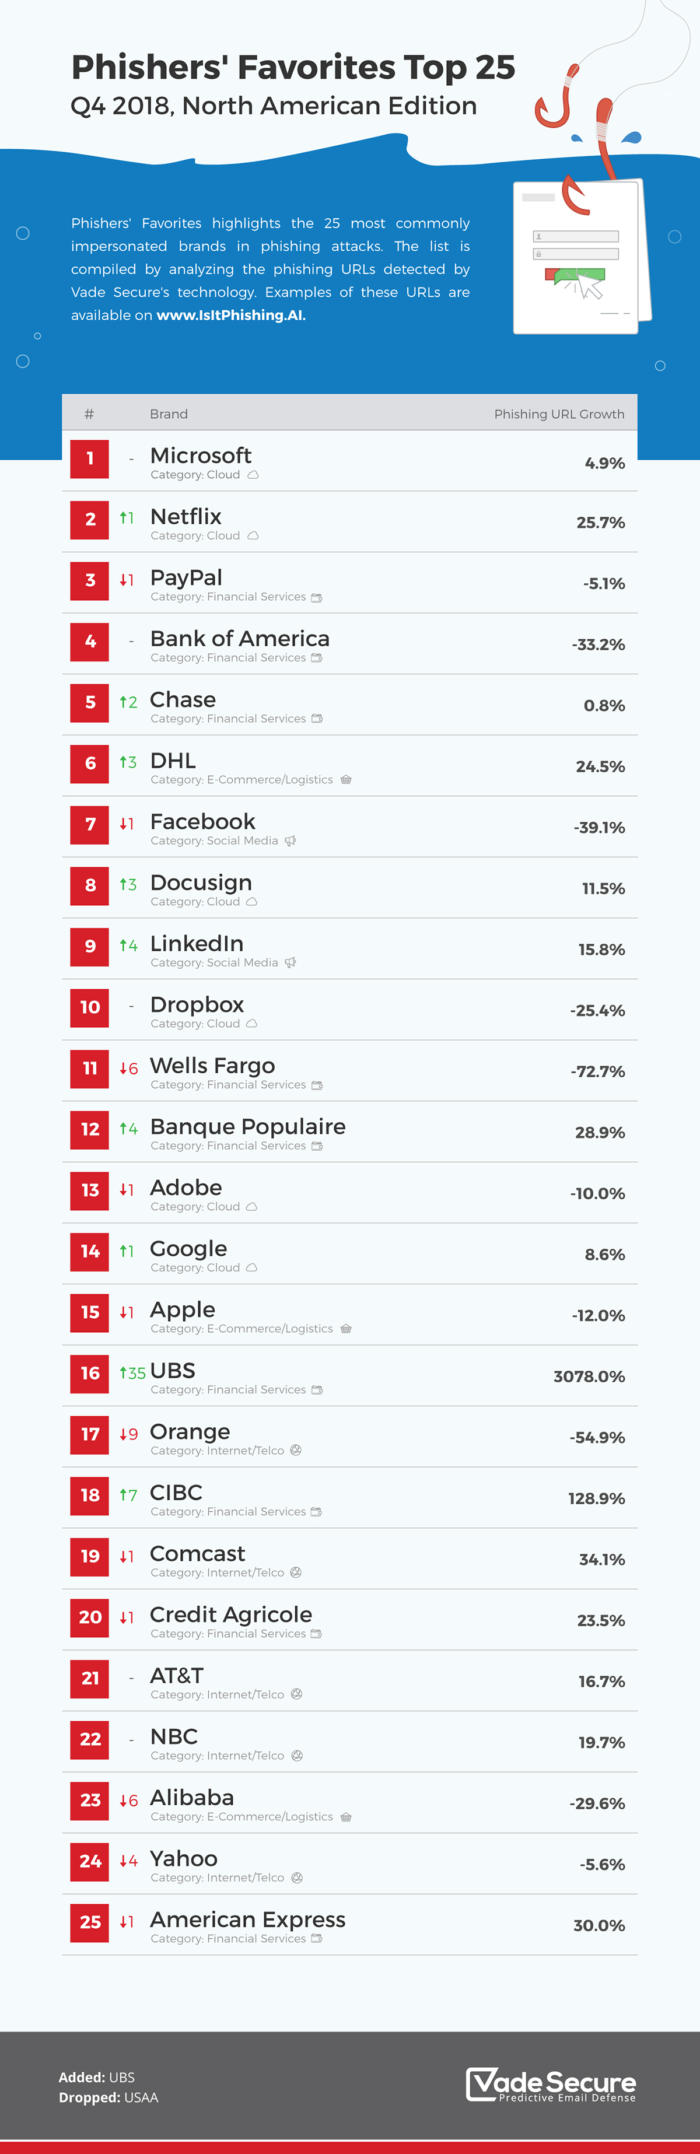 Phishers' Favorites Top 25
Q4 2018, North American Edition
Phishers' Favorites highlights the 25 most commonly
impersonated brands in phishing attacks. The list is
compiled by analyzing the phishing URLs detected by
Vade Secure's technology. Examples of these URLs are
available on www.IsItPhishing.AI.
# Brand Phishing URL Growth
1 - Microsoft 4.9%
Category: Cloud
2 ↑1 Netflix 25.7%
Category: Cloud
3 ↓1 PayPal -5.1%
Category: Financial Services
4 - Bank of America -33.2%
Category: Financial Services
5 ↑2 Chase 0.8%
Category: Financial Services
6 ↑3 DHL 24.5%
Category: E-Commerce/Logistics
7 ↓1 Facebook -39.1%
Category: Social Media
8 ↑3 Docusign 11.5%
Category: Cloud
9 ↑4 LinkedIn 15.8%
Category: Social Media
10 - Dropbox -25.4%
Category: Cloud
11 ↓6 Wells Fargo -72.7%
Category: Financial Services
12 ↑4 Banque Populaire 28.9%
Category: Financial Services
13 ↓1 Adobe -10.0%
Category: Cloud
14 ↑1 Google 8.6%
Category: Cloud
15 ↓1 Apple -12.0%
Category: E-Commerce/Logistics
16 ↑35 UBS 3078.0%
Category: Financial Services
17 ↓9 Orange -54.9%
Category: Internet/Telco
18 ↑7 CIBC 128.9%
Category: Financial Services
19 ↓1 Comcast 34.1%
Category: Internet/Telco
20 ↓1 Credit Agricole 23.5%
Category: Financial Services
21 - AT&T 16.7%
Category: Internet/Telco
22 - NBC 19.7%
Category: Internet/Telco
23 ↓6 Alibaba -29.6%
Category: E-Commerce/Logistics
24 ↓4 Yahoo -5.6%
Category: Internet/Telco
25 ↓1 American Express 30.0%
Category: Financial Services
Added: UBS
Dropped: USAA
Vade Secure
Predictive Email Defense